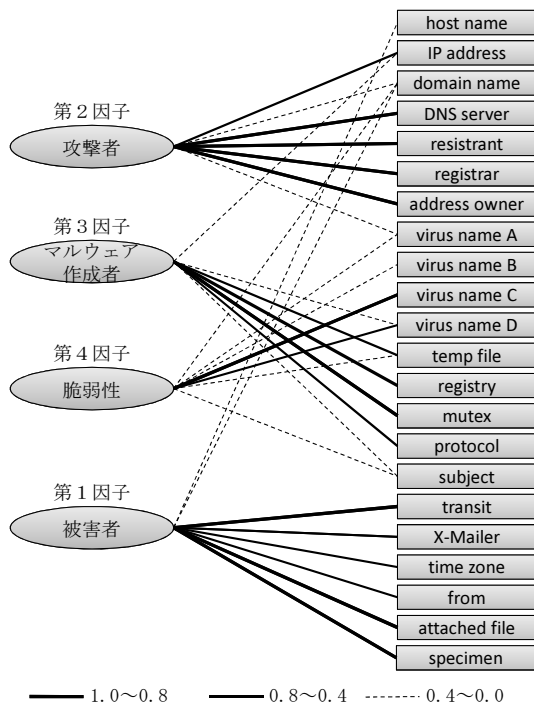 host name
IP address
domain name
DNS server
resistrant
registrar
address owner
virus name A
virus name B
virus name C
virus name D
temp file
registry
mutex
protocol
subject
transit
X-Mailer
time zone
from
attached file
specimen
第2因子
攻撃者
第3因子
マルウェア
作成者
第4因子
脆弱性
第1因子
被害者
1.0~0.8
0.8~0.4
0.4~0.0